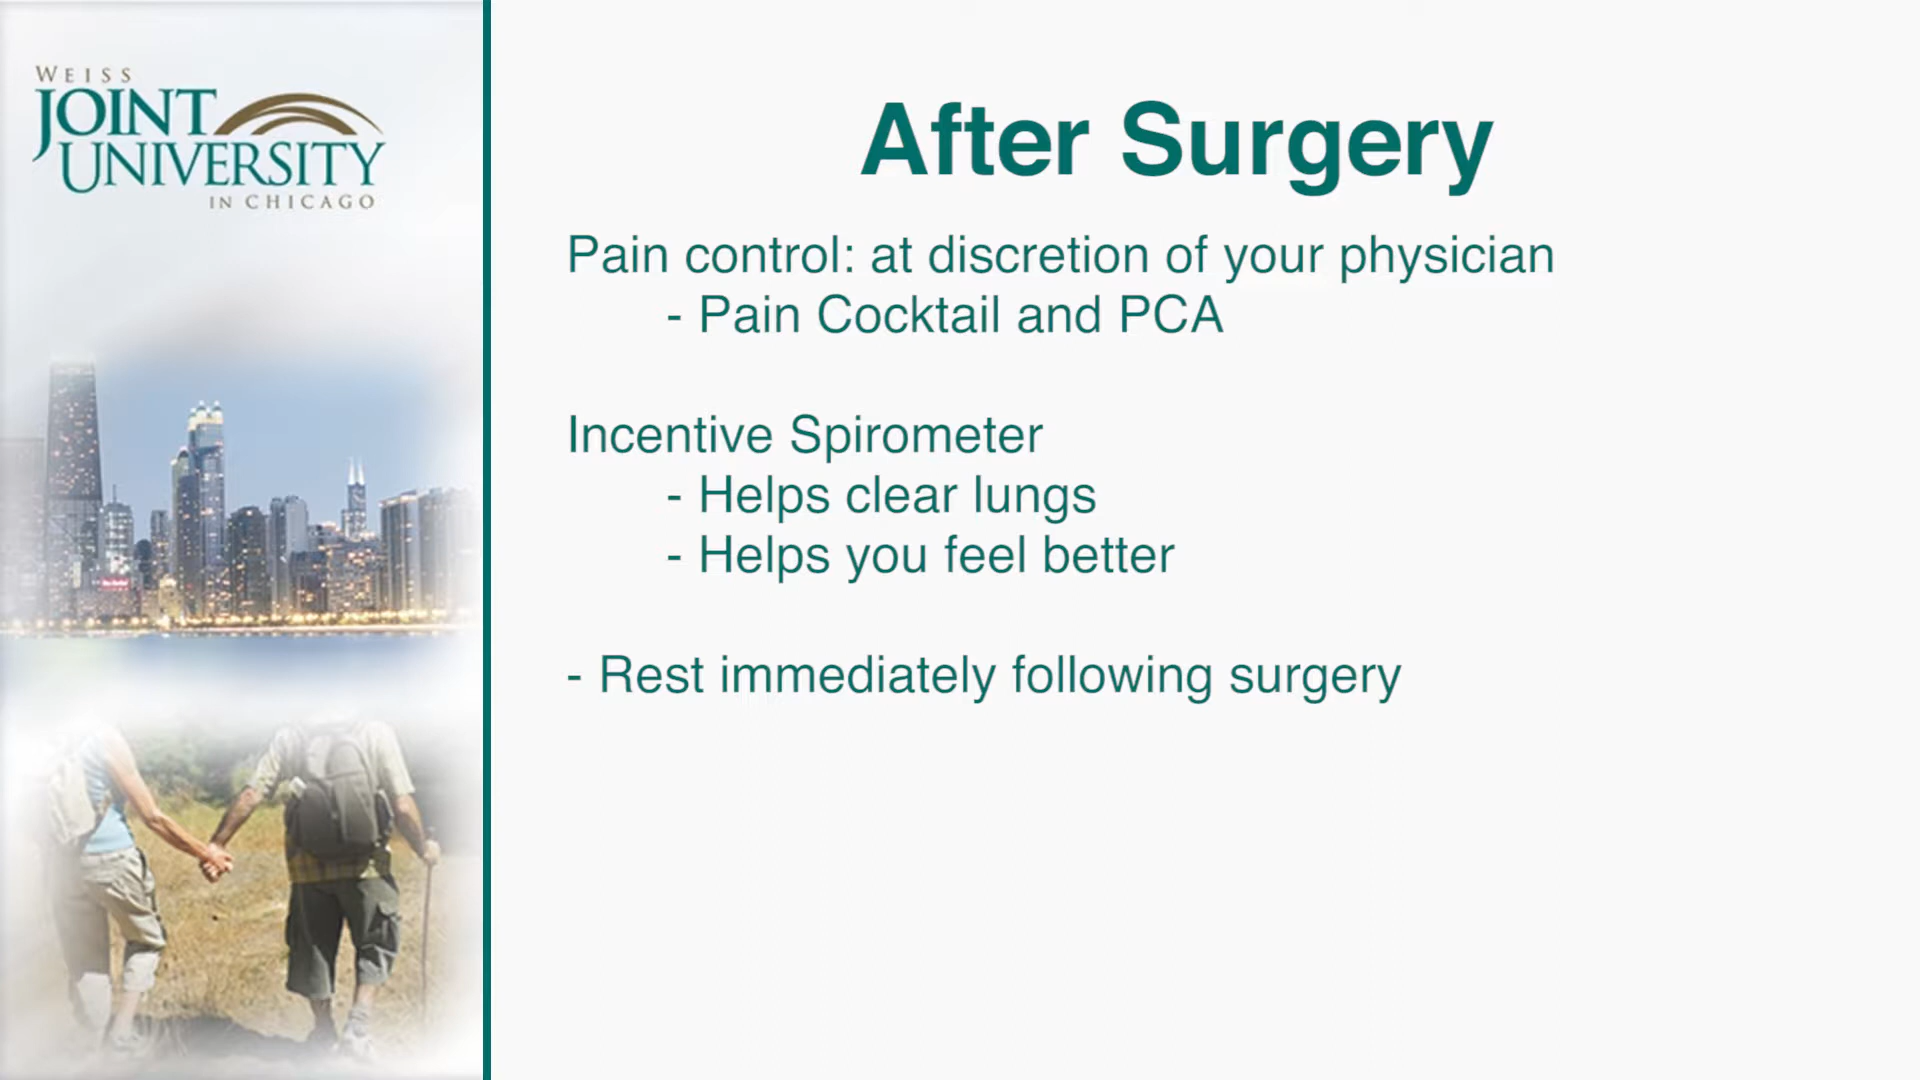 WEISS
JOINT
UNIVERSITY
IN CHICAGO
After Surgery
Pain control: at discretion of your physician
- Pain Cocktail and PCA
Incentive Spirometer
- Helps clear lungs
- Helps you feel better
- Rest immediately following surgery